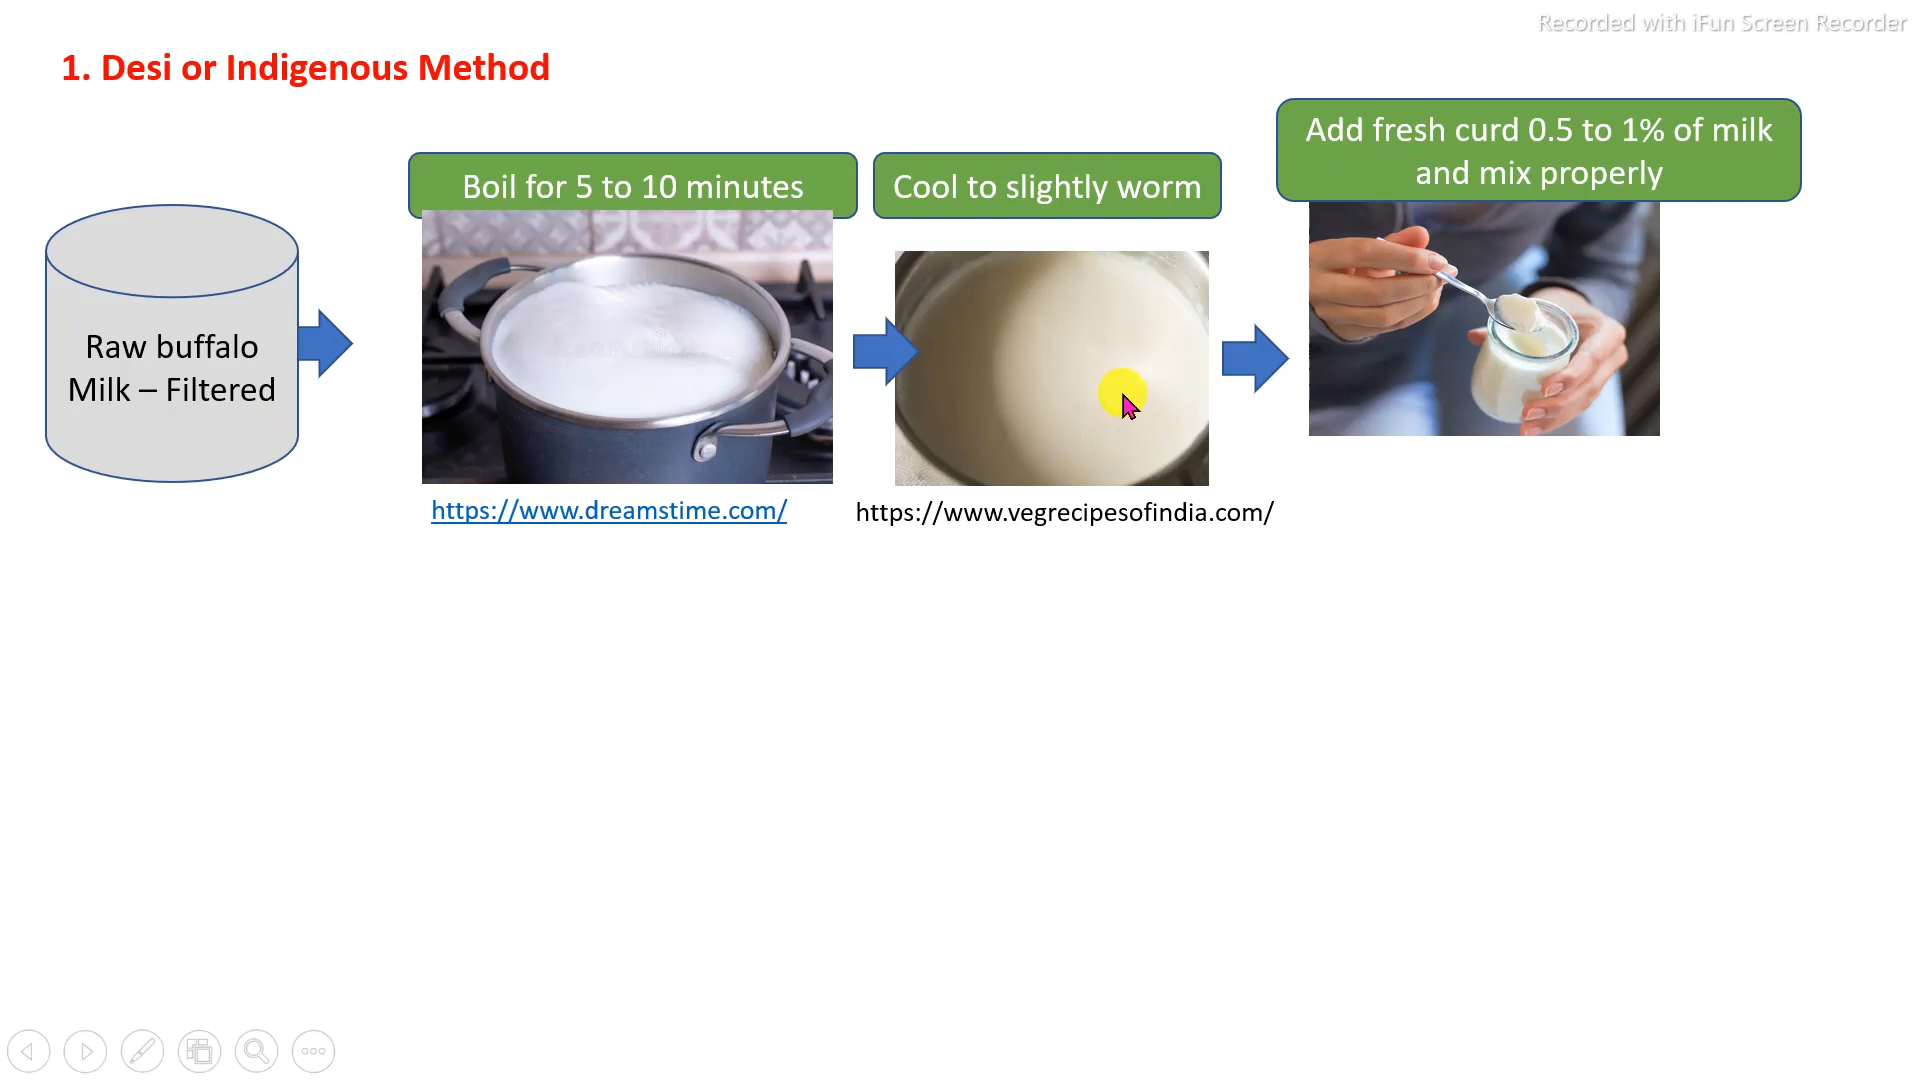 Recorded with iFun Screen Recorder
1. Desi or Indigenous Method
Add fresh curd 0.5 to 1% of milk
and mix properly
Boil for 5 to 10 minutes
Cool to slightly worm
Raw buffalo
Milk – Filtered
https://www.dreamstime.com/
https://www.vegrecipesofindia.com/